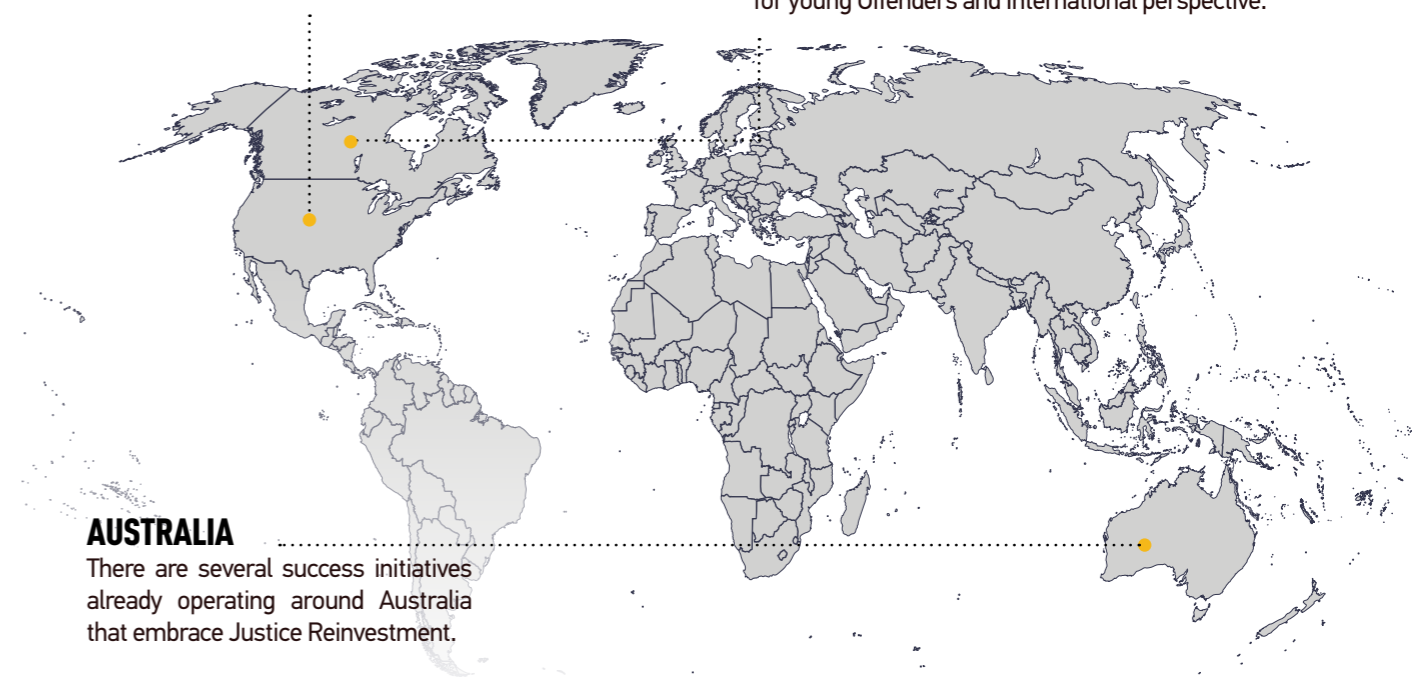 for young Offenders and international perspective.
AUSTRALIA
There are several success initiatives
already operating around Australia
that embrace Justice Reinvestment.